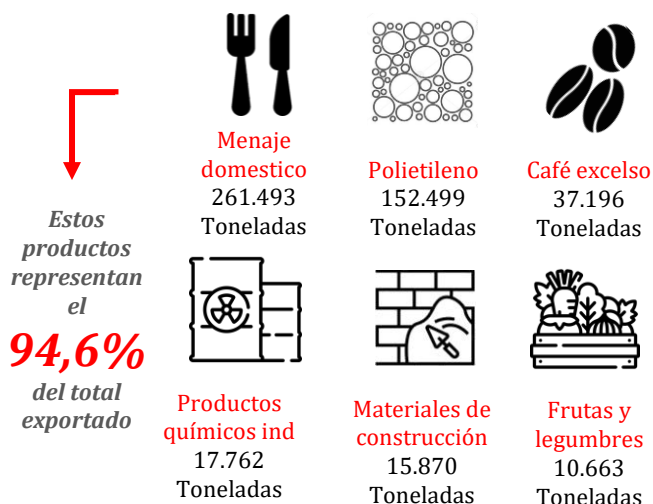 Menaje
domestico
261.493
Toneladas
Polietileno
152.499
Toneladas
Café excelso
37.196
Toneladas
Estos
productos
representan
el
94,6%
del total
exportado
Productos
químicos ind
17.762
Toneladas
Materiales de
construcción
15.870
Toneladas
Frutas y
legumbres
10.663
Toneladas